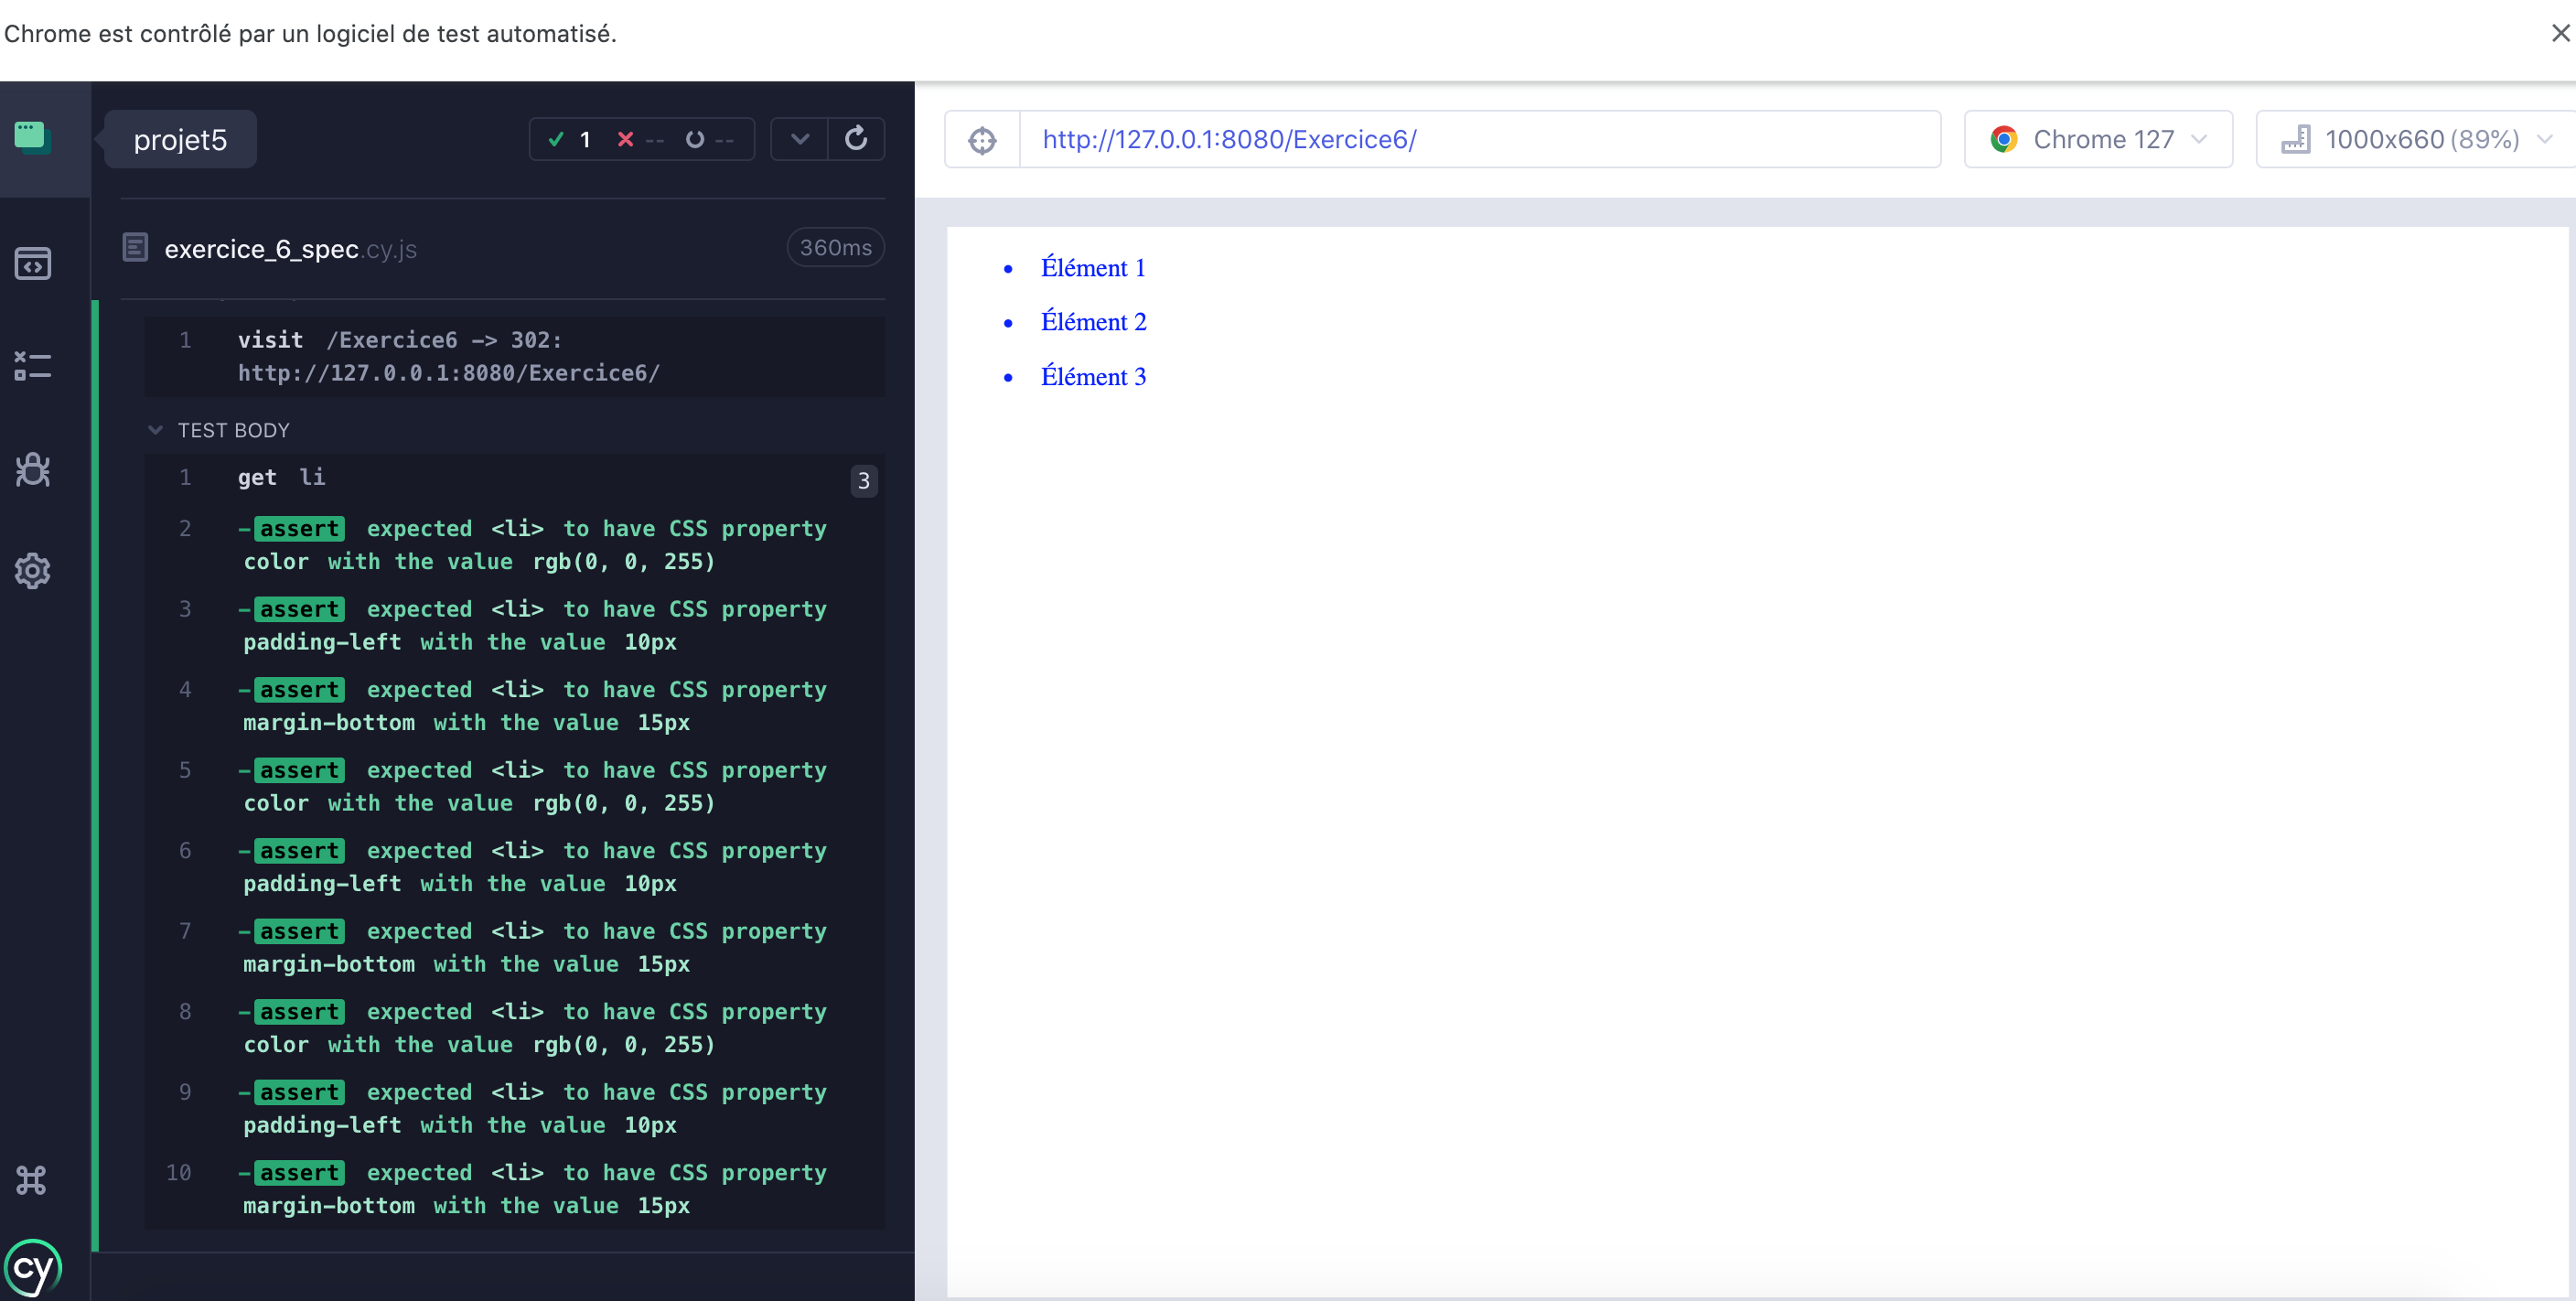 Chrome est contrôlé par un logiciel de test automatisé.
projet5
1 -- --
http://127.0.0.1:8080/Exercice6/
Chrome 127
1000x660 (89%)
exercice_6_spec.cy.js
360ms
1 visit /Exercice6 -> 302:
http://127.0.0.1:8080/Exercice6/
TEST BODY
1 get li 3
2 -assert expected <li> to have CSS property
color with the value rgb(0, 0, 255)
3 -assert expected <li> to have CSS property
padding-left with the value 10px
4 -assert expected <li> to have CSS property
margin-bottom with the value 15px
5 -assert expected <li> to have CSS property
color with the value rgb(0, 0, 255)
6 -assert expected <li> to have CSS property
padding-left with the value 10px
7 -assert expected <li> to have CSS property
margin-bottom with the value 15px
8 -assert expected <li> to have CSS property
color with the value rgb(0, 0, 255)
9 -assert expected <li> to have CSS property
padding-left with the value 10px
10 -assert expected <li> to have CSS property
margin-bottom with the value 15px
cy
• Élément 1
• Élément 2
• Élément 3